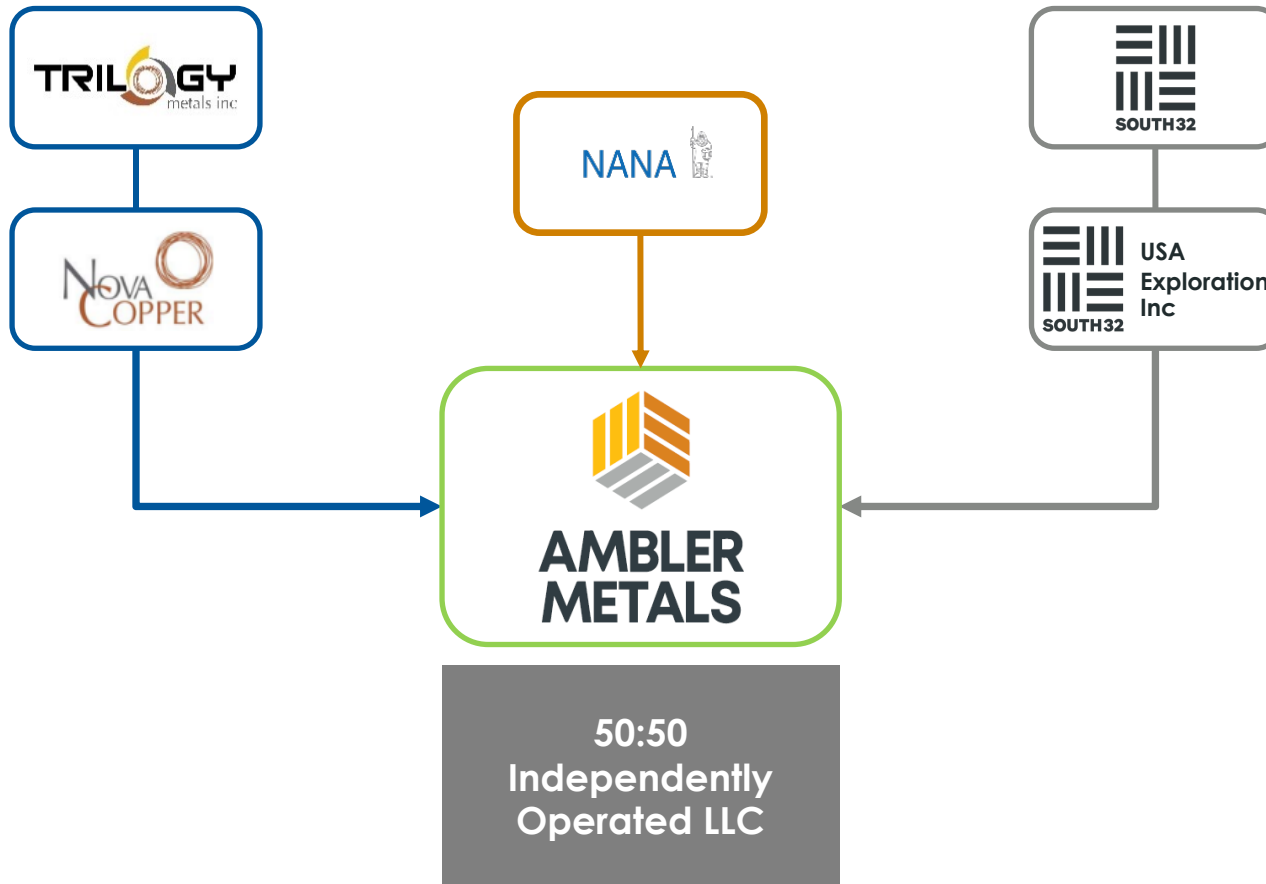 TRILOGY
metals inc
NOVA
COPPER
NANA
SOUTH32
SOUTH32
USA
Exploration
Inc
AMBLER
METALS
50:50
Independently
Operated LLC